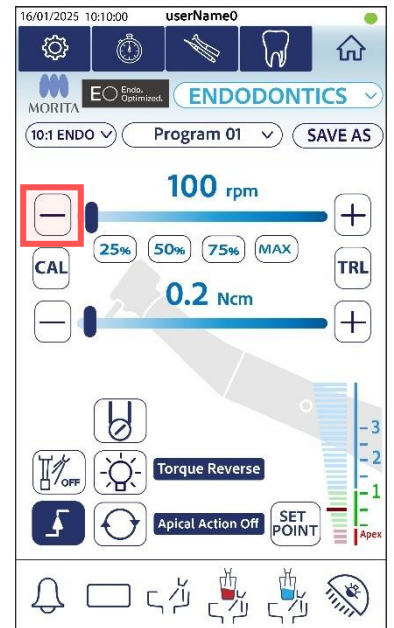 16/01/2025 10:10:00 userName0
MORITA
EO Endo. Optimized.
ENDODONTICS
10:1 ENDO
Program 01
SAVE AS
100 rpm
25% 50% 75% MAX
CAL
TRL
0.2 Ncm
3
2
OFF
Torque Reverse
1
Apical Action Off
SET POINT
Apex